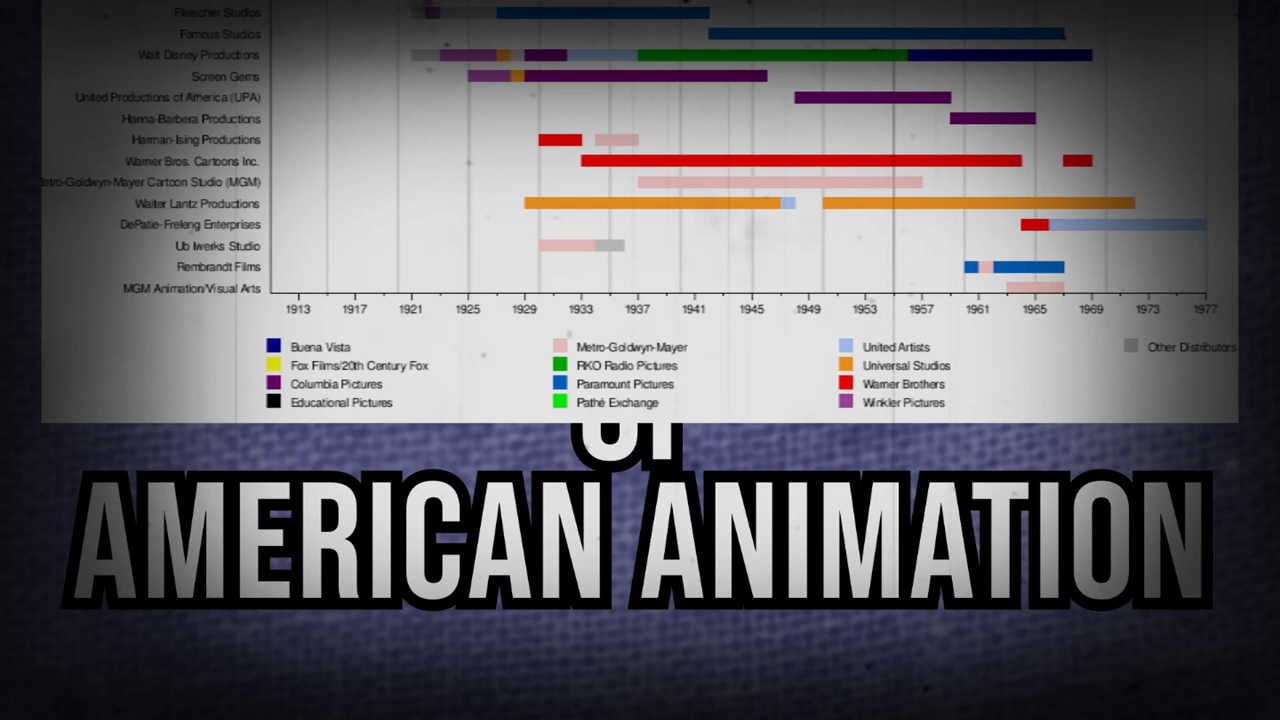 Fleischer Studios
Famous Studios
Walt Disney Productions
Screen Gems
United Productions of America (UPA)
Hanna-Barbera Productions
Harman-Ising Productions
Warner Bros. Cartoons Inc.
etro-Goldwyn-Mayer Cartoon Studio (MGM)
Walter Lantz Productions
DePatie-Freleng Enterprises
Ub Iwerks Studio
Rembrandt Films
MGM Animation/Visual Arts
1913 1917 1921 1925 1929 1933 1937 1941 1945 1949 1953 1957 1961 1965 1969 1973 1977
Buena Vista Metro-Goldwyn-Mayer United Artists Other Distributors
Fox Films/20th Century Fox RKO Radio Pictures Universal Studios
Columbia Pictures Paramount Pictures Warner Brothers
Educational Pictures Pathé Exchange Winkler Pictures
OF
AMERICAN ANIMATION